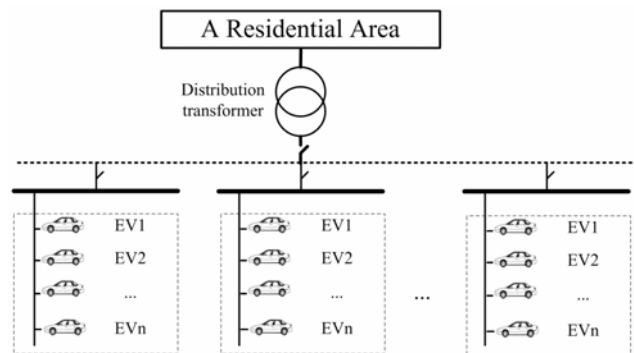 A Residential Area
Distribution
transformer
EV1
EV2
...
EVn
EV1
EV2
...
EVn
...
EV1
EV2
...
EVn